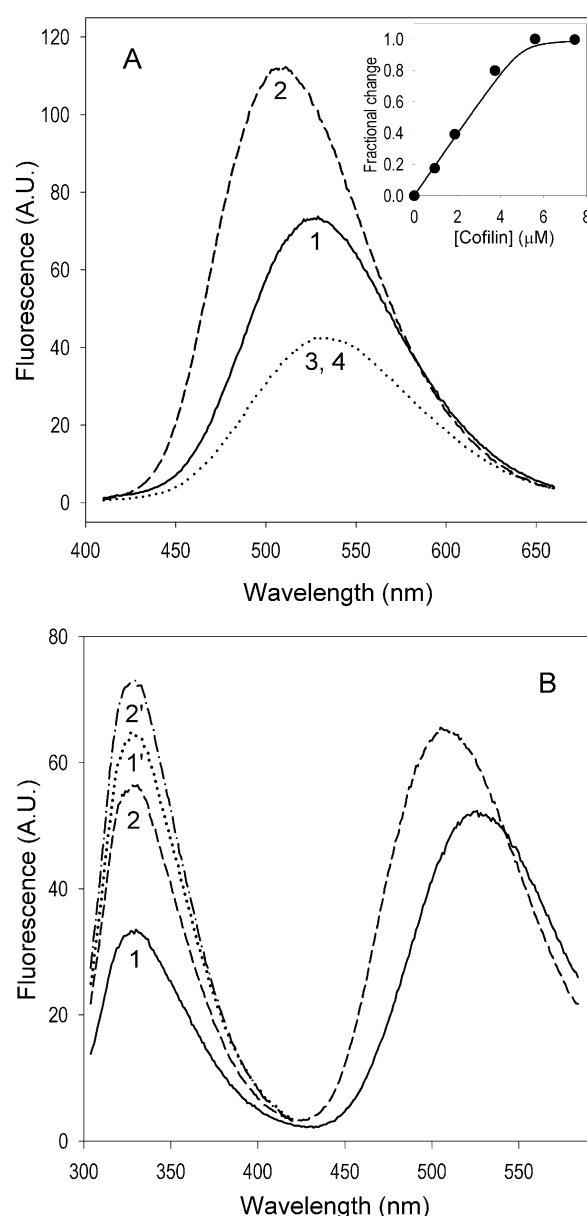 A
120
100
80
60
40
20
0
Fluorescence (A.U.)
2
1
3, 4
400 450 500 550 600 650
Wavelength (nm)
1.0
0.8
0.6
0.4
0.2
0.0
Fractional change
0 2 4 6 8
[Cofilin] (μM)
B
80
60
40
20
0
Fluorescence (A.U.)
2'
1'
2
1
300 350 400 450 500 550
Wavelength (nm)